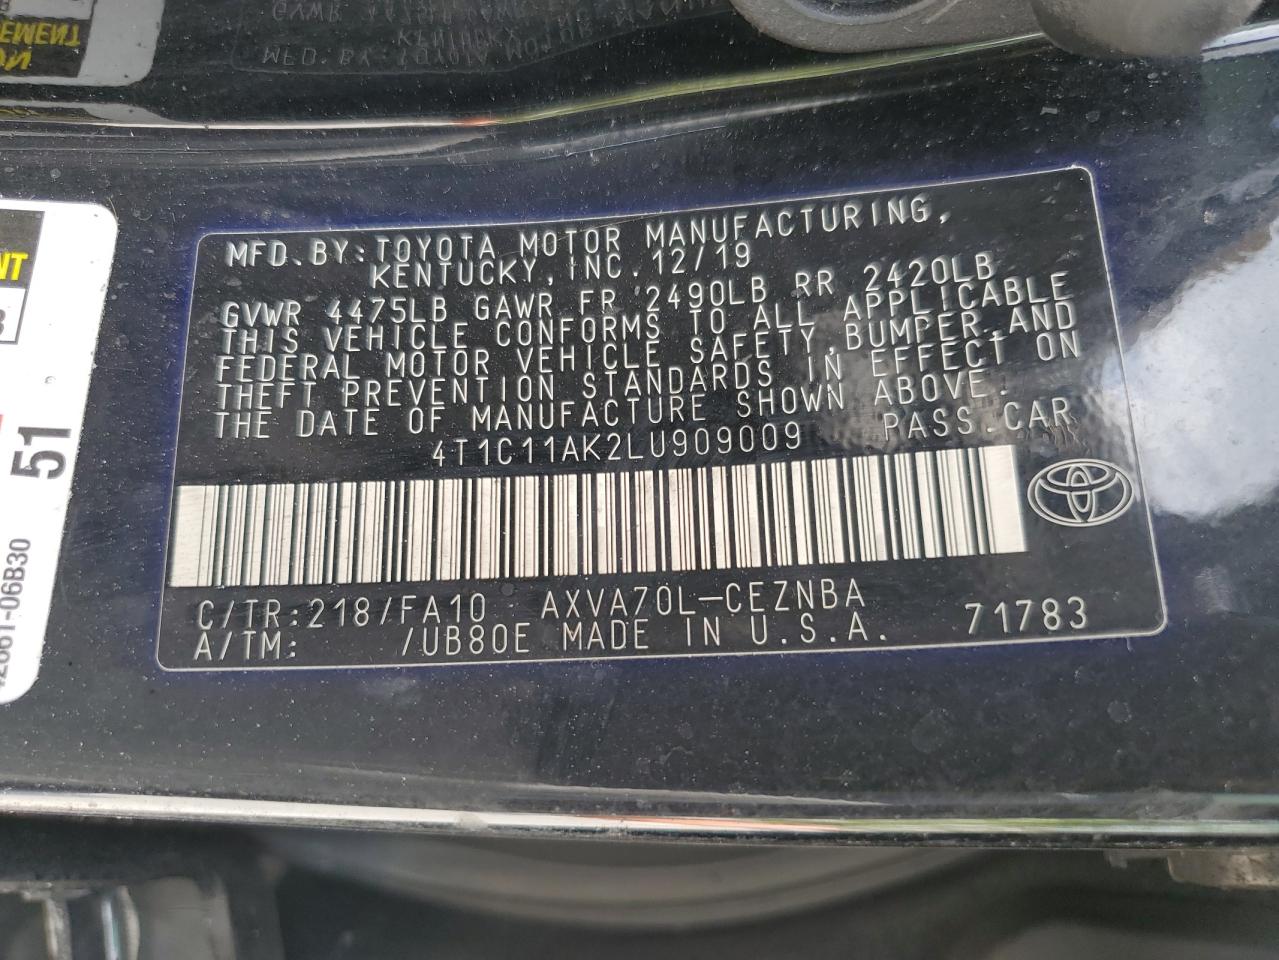 MFD.BY:TOYOTA MOTOR MANUFACTURING,
KENTUCKY,INC.12/19
GVWR 4475LB GAWR FR 2490LB RR 2420LB
THIS VEHICLE CONFORMS TO ALL APPLICABLE
FEDERAL MOTOR VEHICLE SAFETY,BUMPER,AND
THEFT PREVENTION STANDARDS IN EFFECT ON
THE DATE OF MANUFACTURE SHOWN ABOVE.
4T1C11AK2LU909009 PASS.CAR
C/TR:218/FA10 AXVA70L-CEZNBA
A/TM: /UB80E MADE IN U.S.A. 71783
51
-06B30